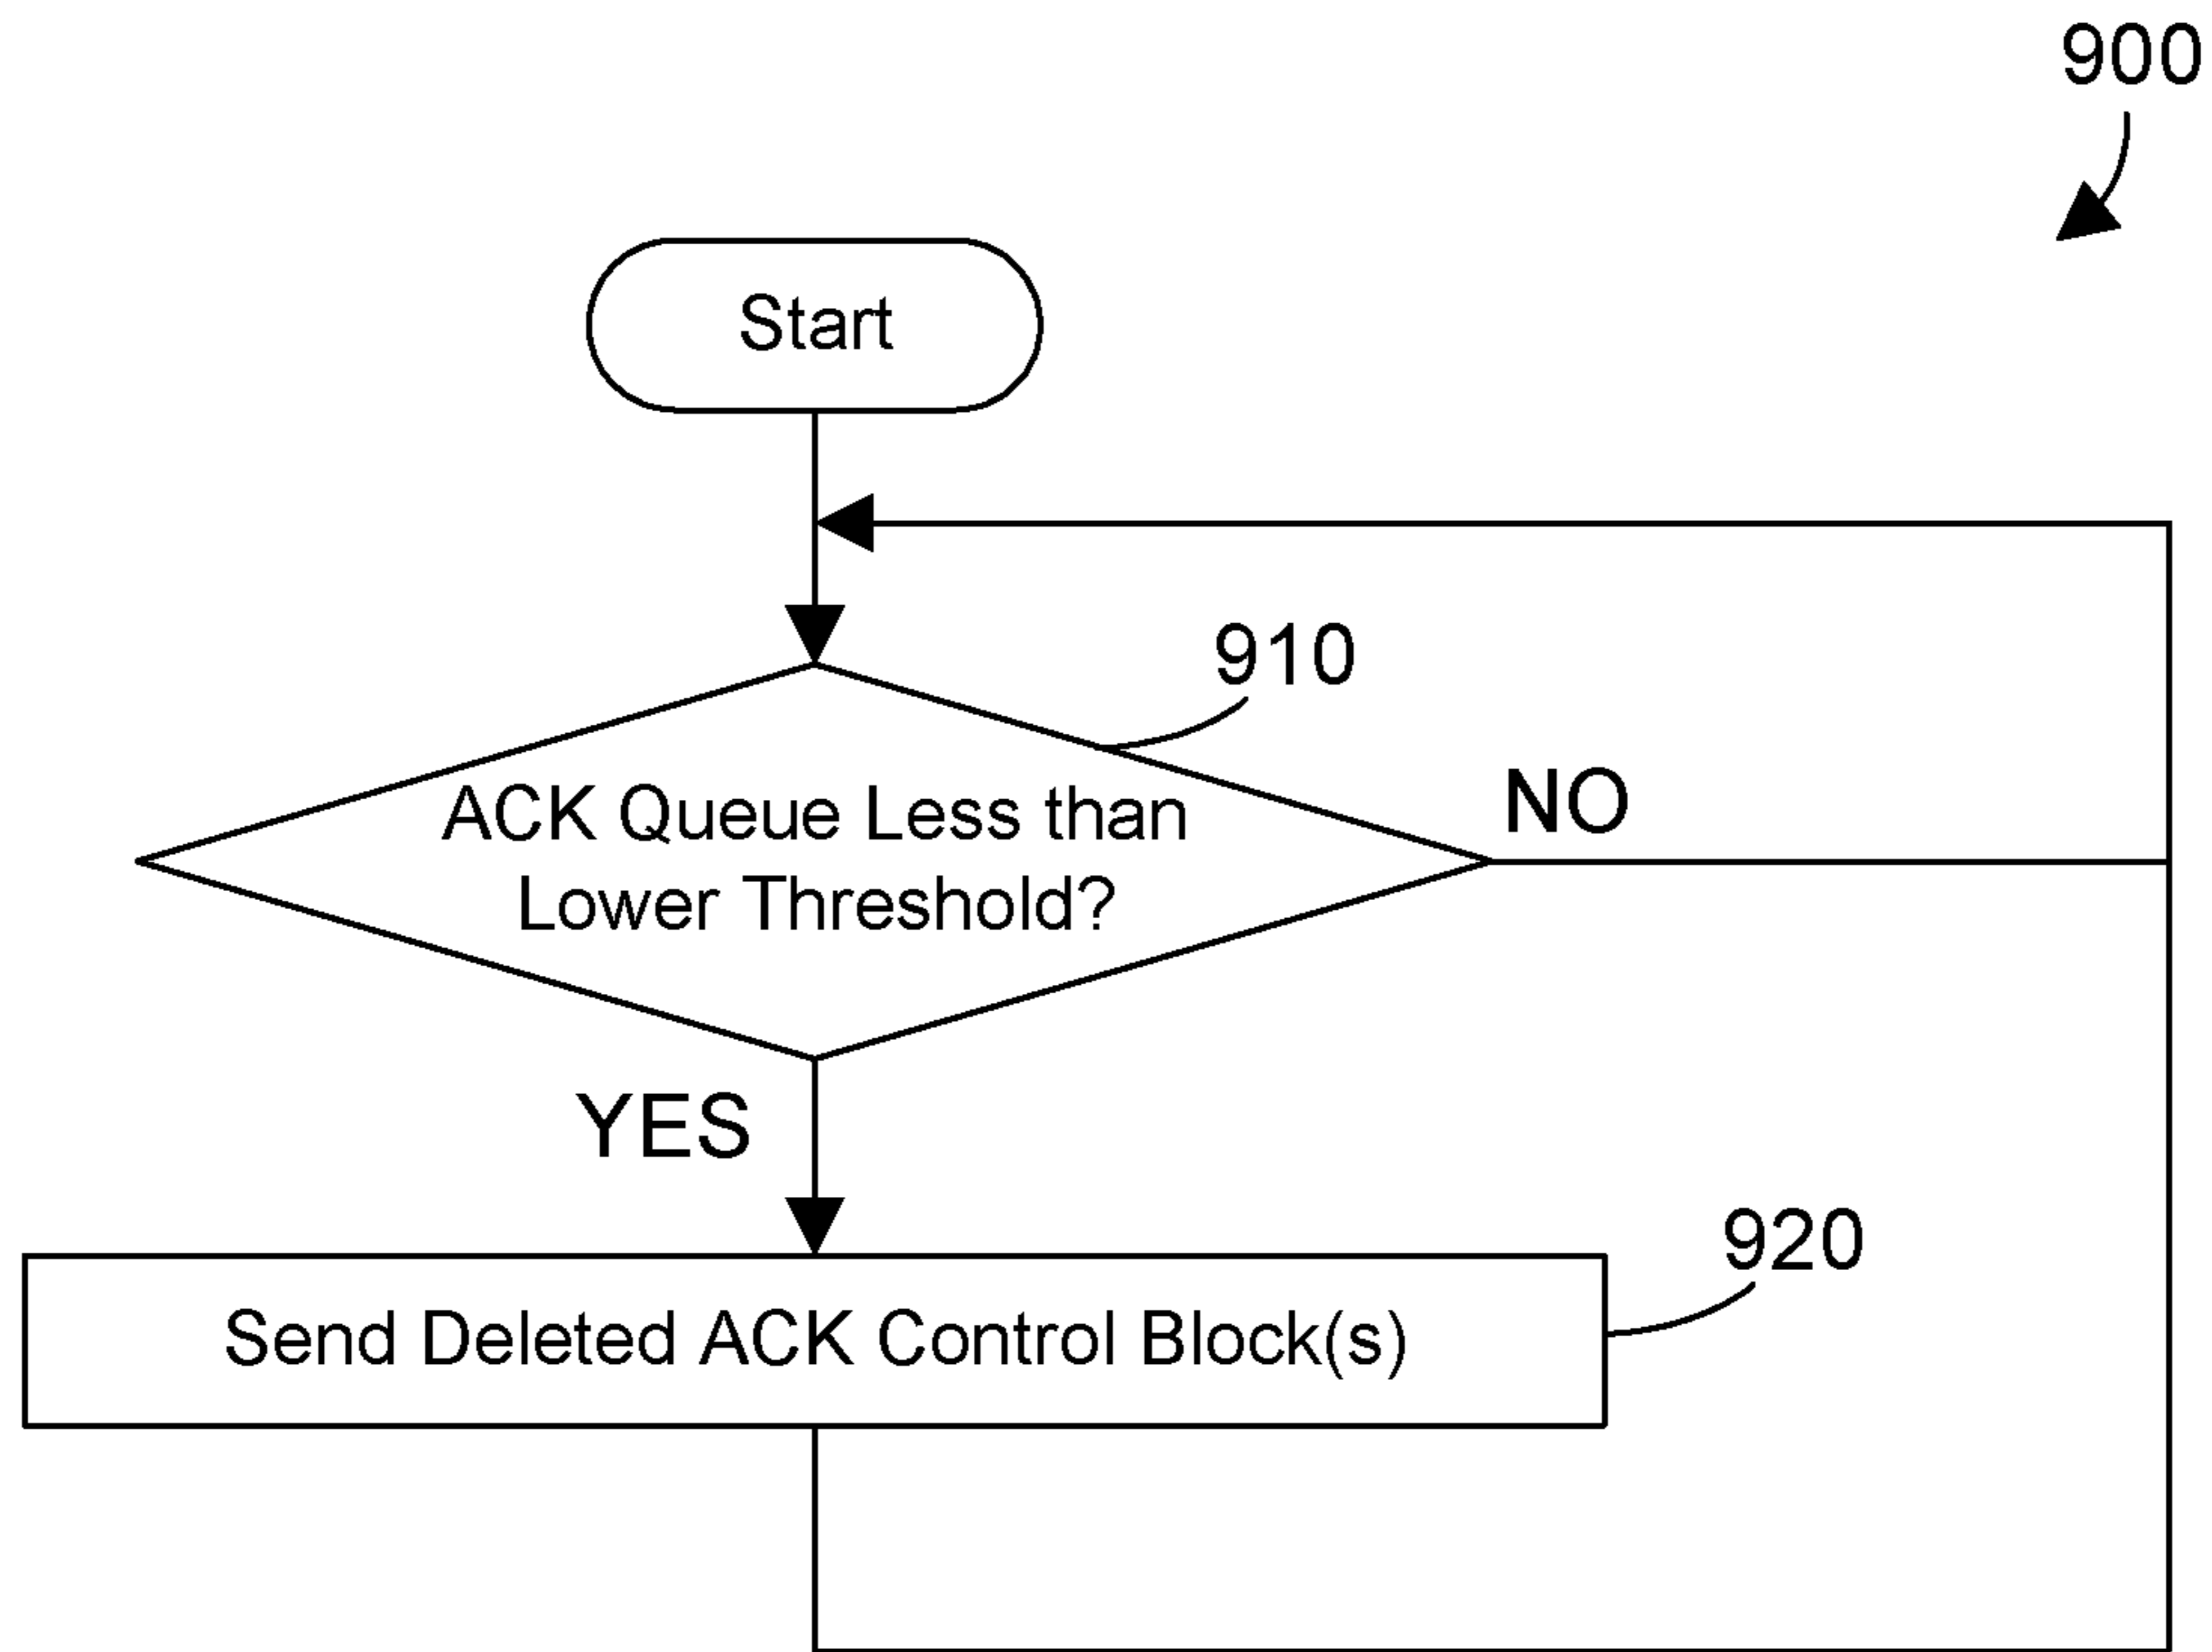 900
Start
910
ACK Queue Less than
Lower Threshold?
NO
YES
920
Send Deleted ACK Control Block(s)